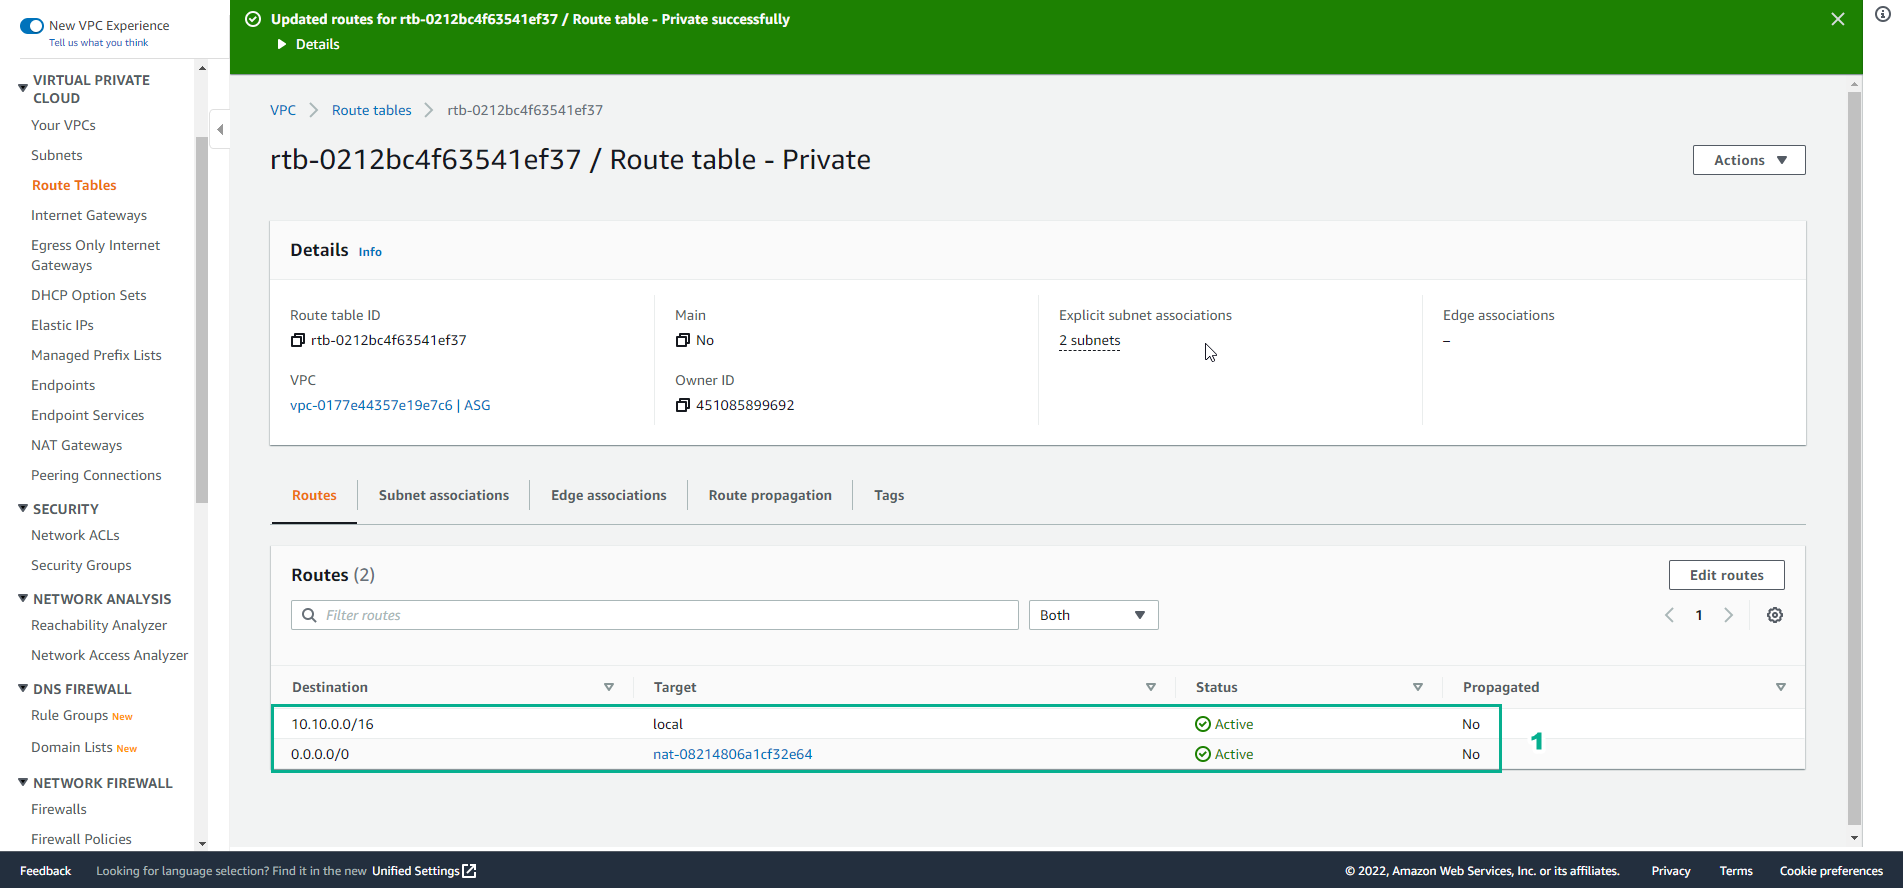 New VPC Experience
Tell us what you think
VIRTUAL PRIVATE
CLOUD
Your VPCs
Subnets
Route Tables
Internet Gateways
Egress Only Internet
Gateways
DHCP Option Sets
Elastic IPs
Managed Prefix Lists
Endpoints
Endpoint Services
NAT Gateways
Peering Connections
SECURITY
Network ACLs
Security Groups
NETWORK ANALYSIS
Reachability Analyzer
Network Access Analyzer
DNS FIREWALL
Rule Groups New
Domain Lists New
NETWORK FIREWALL
Firewalls
Firewall Policies
Updated routes for rtb-0212bc4f63541ef37 / Route table - Private successfully
Details
VPC Route tables rtb-0212bc4f63541ef37
rtb-0212bc4f63541ef37 / Route table - Private
Actions
Details Info
Route table ID
rtb-0212bc4f63541ef37
Main
No
Explicit subnet associations
2 subnets
Edge associations
–
VPC
vpc-0177e44357e19e7c6 | ASG
Owner ID
451085899692
Routes Subnet associations Edge associations Route propagation Tags
Routes (2)
Edit routes
Filter routes
Both
1
Destination Target Status Propagated
10.10.0.0/16 local Active No
0.0.0.0/0 nat-08214806a1cf32e64 Active No
1
Feedback Looking for language selection? Find it in the new Unified Settings © 2022, Amazon Web Services, Inc. or its affiliates. Privacy Terms Cookie preferences